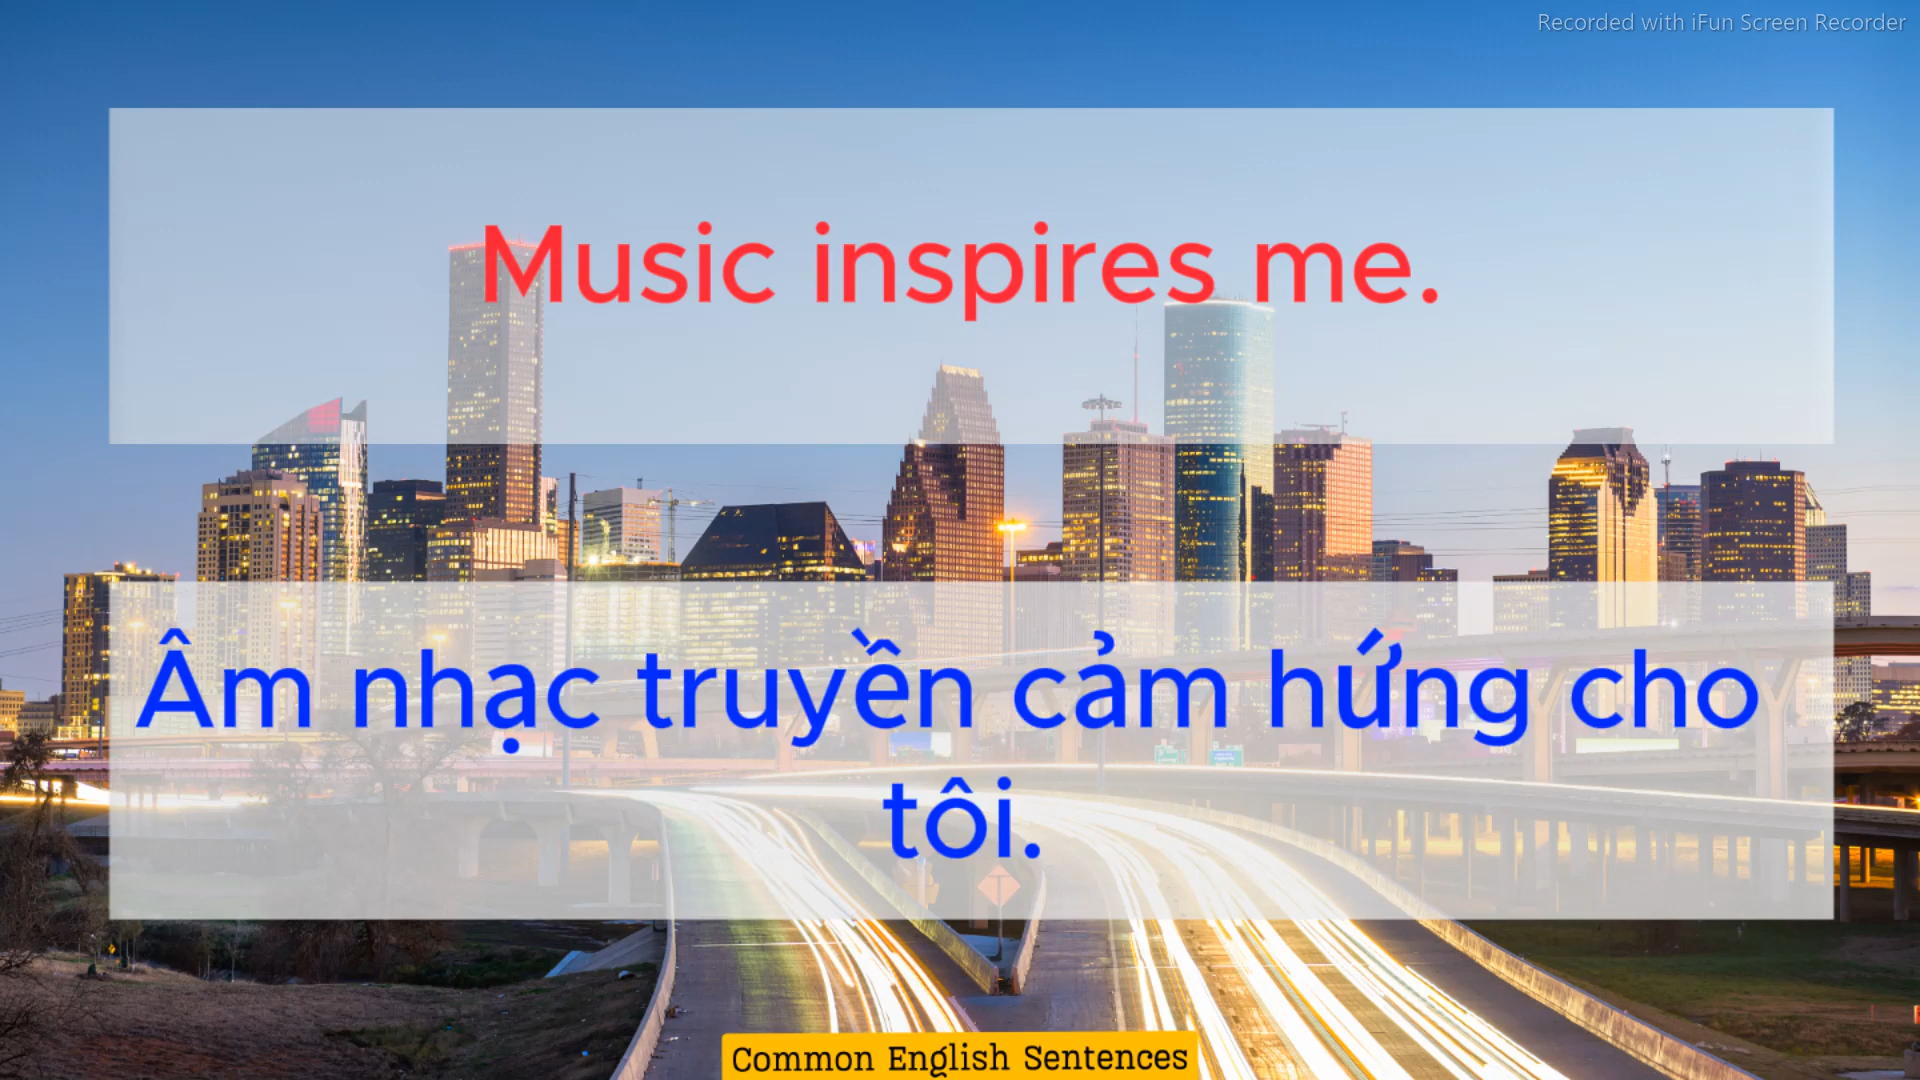 Recorded with iFun Screen Recorder
Music inspires me.
Âm nhạc truyền cảm hứng cho
tôi.
Common English Sentences